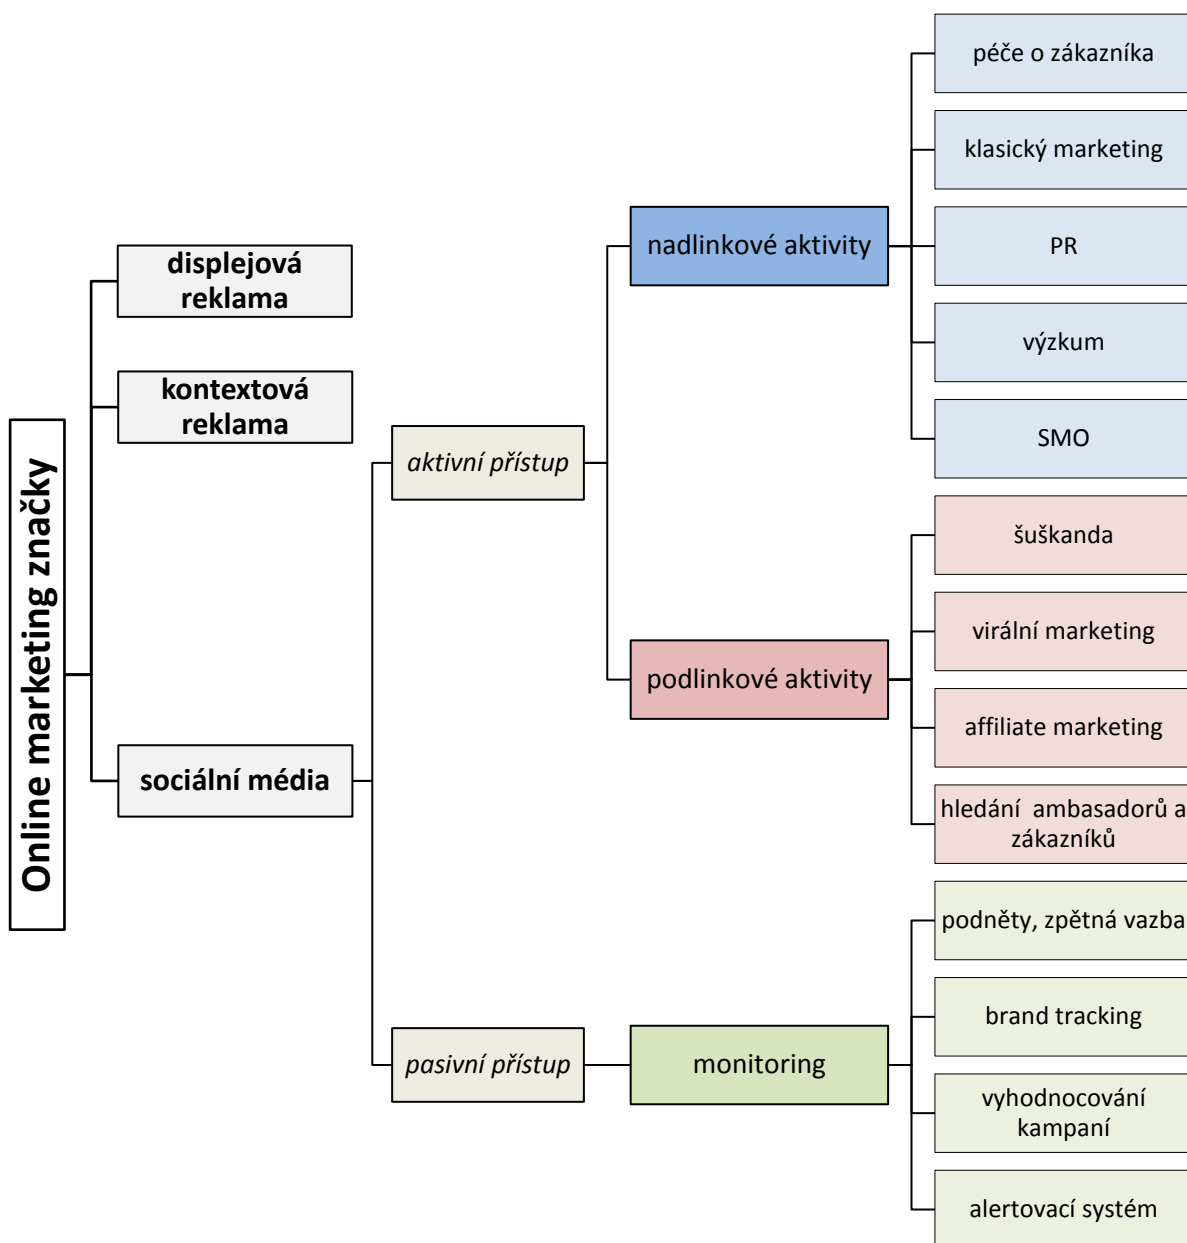 Online marketing značky
displejová
reklama
kontextová
reklama
sociální média
aktivní přístup
pasivní přístup
nadlinkové aktivity
podlinkové aktivity
monitoring
péče o zákazníka
klasický marketing
PR
výzkum
SMO
šuškanda
virální marketing
affiliate marketing
hledání  ambasadorů a
zákazníků
podněty, zpětná vazba
brand tracking
vyhodnocování
kampaní
alertovací systém